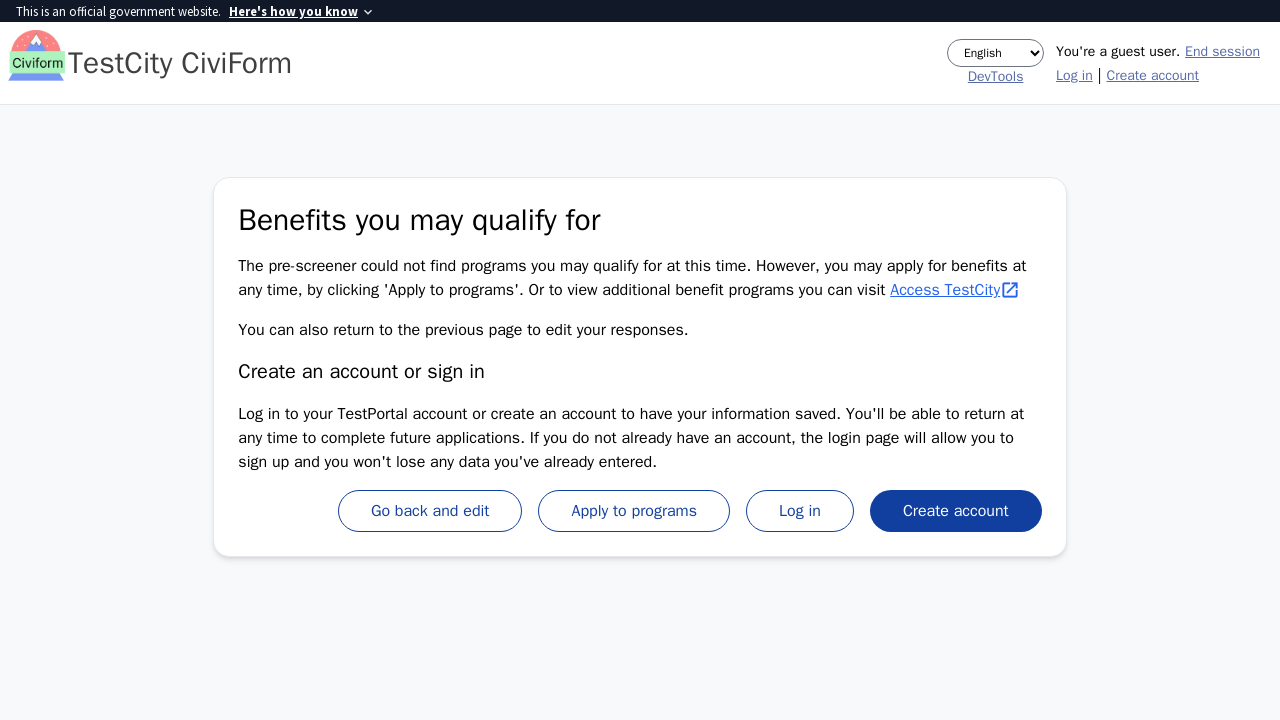 This is an official government website. Here's how you know
Civiform
TestCity CiviForm
English
DevTools
You're a guest user. End session
Log in | Create account
Benefits you may qualify for
The pre-screener could not find programs you may qualify for at this time. However, you may apply for benefits at
any time, by clicking 'Apply to programs'. Or to view additional benefit programs you can visit Access TestCity
You can also return to the previous page to edit your responses.
Create an account or sign in
Log in to your TestPortal account or create an account to have your information saved. You'll be able to return at
any time to complete future applications. If you do not already have an account, the login page will allow you to
sign up and you won't lose any data you've already entered.
Go back and edit
Apply to programs
Log in
Create account